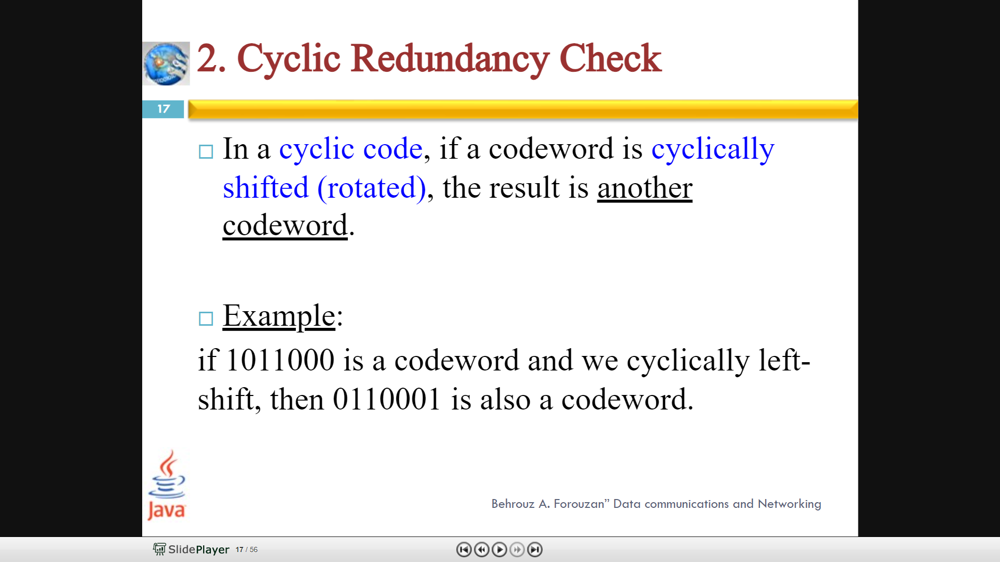 2. Cyclic Redundancy Check
17
In a cyclic code, if a codeword is cyclically
shifted (rotated), the result is another
codeword.
Example:
if 1011000 is a codeword and we cyclically left-
shift, then 0110001 is also a codeword.
Java
Behrouz A. Forouzan” Data communications and Networking
SlidePlayer 17 / 56